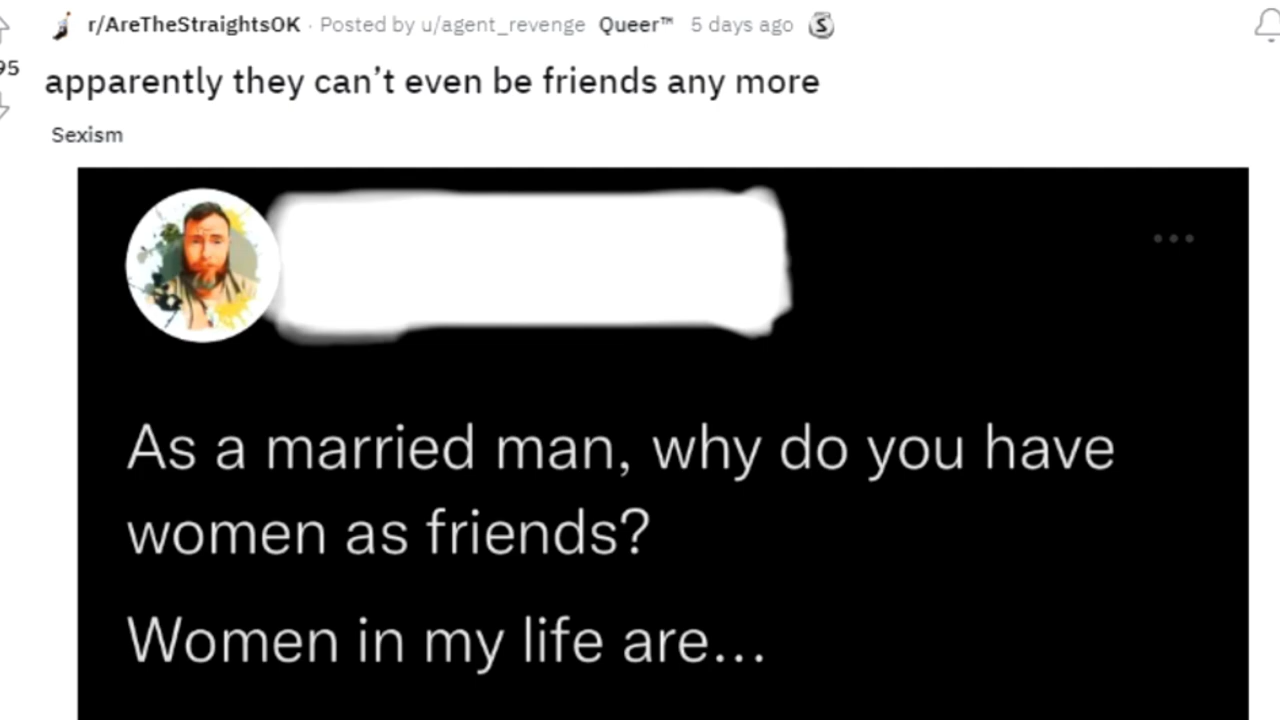 r/AreTheStraightsOK · Posted by u/agent_revenge Queer™ 5 days ago
95
apparently they can't even be friends any more
Sexism
As a married man, why do you have
women as friends?
Women in my life are...